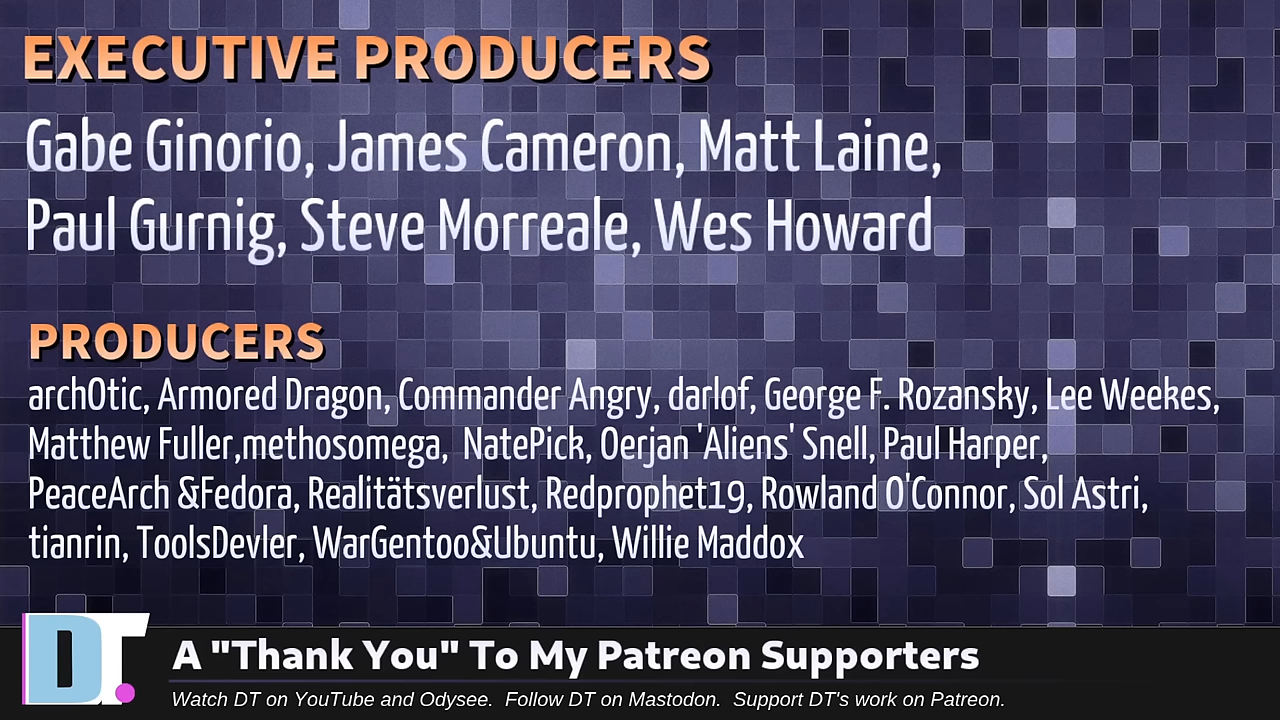 EXECUTIVE PRODUCERS
Gabe Ginorio, James Cameron, Matt Laine,
Paul Gurnig, Steve Morreale, Wes Howard
PRODUCERS
archOtic, Armored Dragon, Commander Angry, darlof, George F. Rozansky, Lee Weekes,
Matthew Fuller,methosomega,  NatePick, Oerjan 'Aliens' Snell, Paul Harper,
PeaceArch &Fedora, Realitätsverlust, Redprophet19, Rowland O'Connor, Sol Astri,
tianrin, ToolsDevler, WarGentoo&Ubuntu, Willie Maddox
DT.
A "Thank You" To My Patreon Supporters
Watch DT on YouTube and Odysee.  Follow DT on Mastodon.  Support DT's work on Patreon.